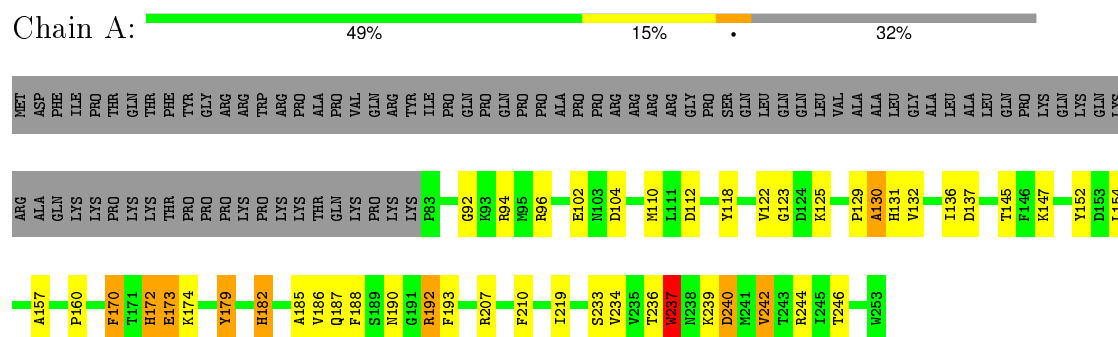 Chain A:
49% 15% • 32%
MET ASP PHE ILE PRO THR GLN THR PHE TYR GLY ARG ARG TRP ARG PRO ALA PRO VAL GLN ARG TYR ILE PRO GLN PRO GLN PRO PRO ALA PRO PRO ARG ARG ARG ARG GLY PRO SER GLN LEU GLN GLN LEU VAL ALA ALA LEU GLY ALA LEU ALA LEU GLN PRO LYS GLN LYS GLN LYS
ARG ALA GLN LYS LYS PRO LYS LYS THR PRO PRO PRO LYS PRO LYS LYS THR GLN LYS PRO LYS LYS P83 G92 K93 R94 M95 R96 E102 N103 D104 M110 L111 D112 Y118 V122 G123 D124 K125 P129 A130 H131 V132 I136 D137 T145 F146 K147 Y152 D153 L154
A157 P160 F170 T171 H172 E173 K174 Y179 H182 A185 V186 Q187 F188 S189 N190 G191 R192 F193 R207 F210 I219 S233 V234 V235 T236 W237 N238 K239 D240 M241 V242 T243 R244 I245 T246 W253